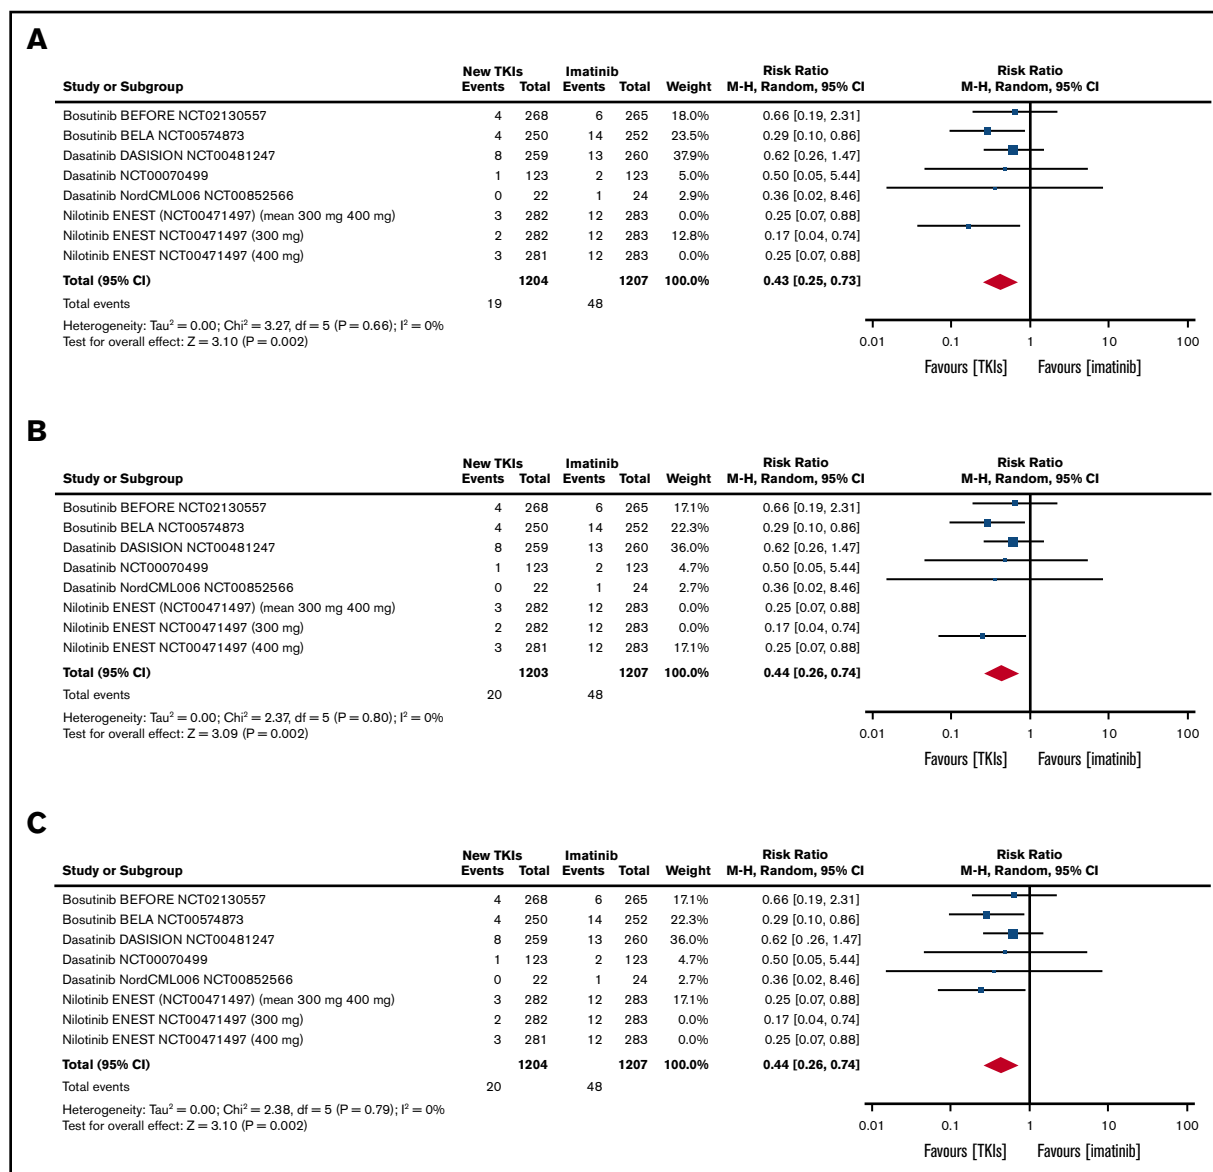 A
New TKIs Imatinib Risk Ratio Risk Ratio
Study or Subgroup Events Total Events Total Weight M-H, Random, 95% CI M-H, Random, 95% CI
Bosutinib BEFORE NCT02130557 4 268 6 265 18.0% 0.66 [0.19, 2.31]
Bosutinib BELA NCT00574873 4 250 14 252 23.5% 0.29 [0.10, 0.86]
Dasatinib DASISION NCT00481247 8 259 13 260 37.9% 0.62 [0.26, 1.47]
Dasatinib NCT00070499 1 123 2 123 5.0% 0.50 [0.05, 5.44]
Dasatinib NordCML006 NCT00852566 0 22 1 24 2.9% 0.36 [0.02, 8.46]
Nilotinib ENEST (NCT00471497) (mean 300 mg 400 mg) 3 282 12 283 0.0% 0.25 [0.07, 0.88]
Nilotinib ENEST NCT00471497 (300 mg) 2 282 12 283 12.8% 0.17 [0.04, 0.74]
Nilotinib ENEST NCT00471497 (400 mg) 3 281 12 283 0.0% 0.25 [0.07, 0.88]
Total (95% CI) 1204 1207 100.0% 0.43 [0.25, 0.73]
Total events 19 48
Heterogeneity: Tau² = 0.00; Chi² = 3.27, df = 5 (P = 0.66); I² = 0%
Test for overall effect: Z = 3.10 (P = 0.002)
0.01 0.1 1 10 100
Favours [TKIs] Favours [imatinib]
B
New TKIs Imatinib Risk Ratio Risk Ratio
Study or Subgroup Events Total Events Total Weight M-H, Random, 95% CI M-H, Random, 95% CI
Bosutinib BEFORE NCT02130557 4 268 6 265 17.1% 0.66 [0.19, 2.31]
Bosutinib BELA NCT00574873 4 250 14 252 22.3% 0.29 [0.10, 0.86]
Dasatinib DASISION NCT00481247 8 259 13 260 36.0% 0.62 [0.26, 1.47]
Dasatinib NCT00070499 1 123 2 123 4.7% 0.50 [0.05, 5.44]
Dasatinib NordCML006 NCT00852566 0 22 1 24 2.7% 0.36 [0.02, 8.46]
Nilotinib ENEST (NCT00471497) (mean 300 mg 400 mg) 3 282 12 283 0.0% 0.25 [0.07, 0.88]
Nilotinib ENEST NCT00471497 (300 mg) 2 282 12 283 0.0% 0.17 [0.04, 0.74]
Nilotinib ENEST NCT00471497 (400 mg) 3 281 12 283 17.1% 0.25 [0.07, 0.88]
Total (95% CI) 1203 1207 100.0% 0.44 [0.26, 0.74]
Total events 20 48
Heterogeneity: Tau² = 0.00; Chi² = 2.37, df = 5 (P = 0.80); I² = 0%
Test for overall effect: Z = 3.09 (P = 0.002)
0.01 0.1 1 10 100
Favours [TKIs] Favours [imatinib]
C
New TKIs Imatinib Risk Ratio Risk Ratio
Study or Subgroup Events Total Events Total Weight M-H, Random, 95% CI M-H, Random, 95% CI
Bosutinib BEFORE NCT02130557 4 268 6 265 17.1% 0.66 [0.19, 2.31]
Bosutinib BELA NCT00574873 4 250 14 252 22.3% 0.29 [0.10, 0.86]
Dasatinib DASISION NCT00481247 8 259 13 260 36.0% 0.62 [0 .26, 1.47]
Dasatinib NCT00070499 1 123 2 123 4.7% 0.50 [0.05, 5.44]
Dasatinib NordCML006 NCT00852566 0 22 1 24 2.7% 0.36 [0.02, 8.46]
Nilotinib ENEST (NCT00471497) (mean 300 mg 400 mg) 3 282 12 283 17.1% 0.25 [0.07, 0.88]
Nilotinib ENEST NCT00471497 (300 mg) 2 282 12 283 0.0% 0.17 [0.04, 0.74]
Nilotinib ENEST NCT00471497 (400 mg) 3 281 12 283 0.0% 0.25 [0.07, 0.88]
Total (95% CI) 1204 1207 100.0% 0.44 [0.26, 0.74]
Total events 20 48
Heterogeneity: Tau² = 0.00; Chi² = 2.38, df = 5 (P = 0.79); I² = 0%
Test for overall effect: Z = 3.10 (P = 0.002)
0.01 0.1 1 10 100
Favours [TKIs] Favours [imatinib]